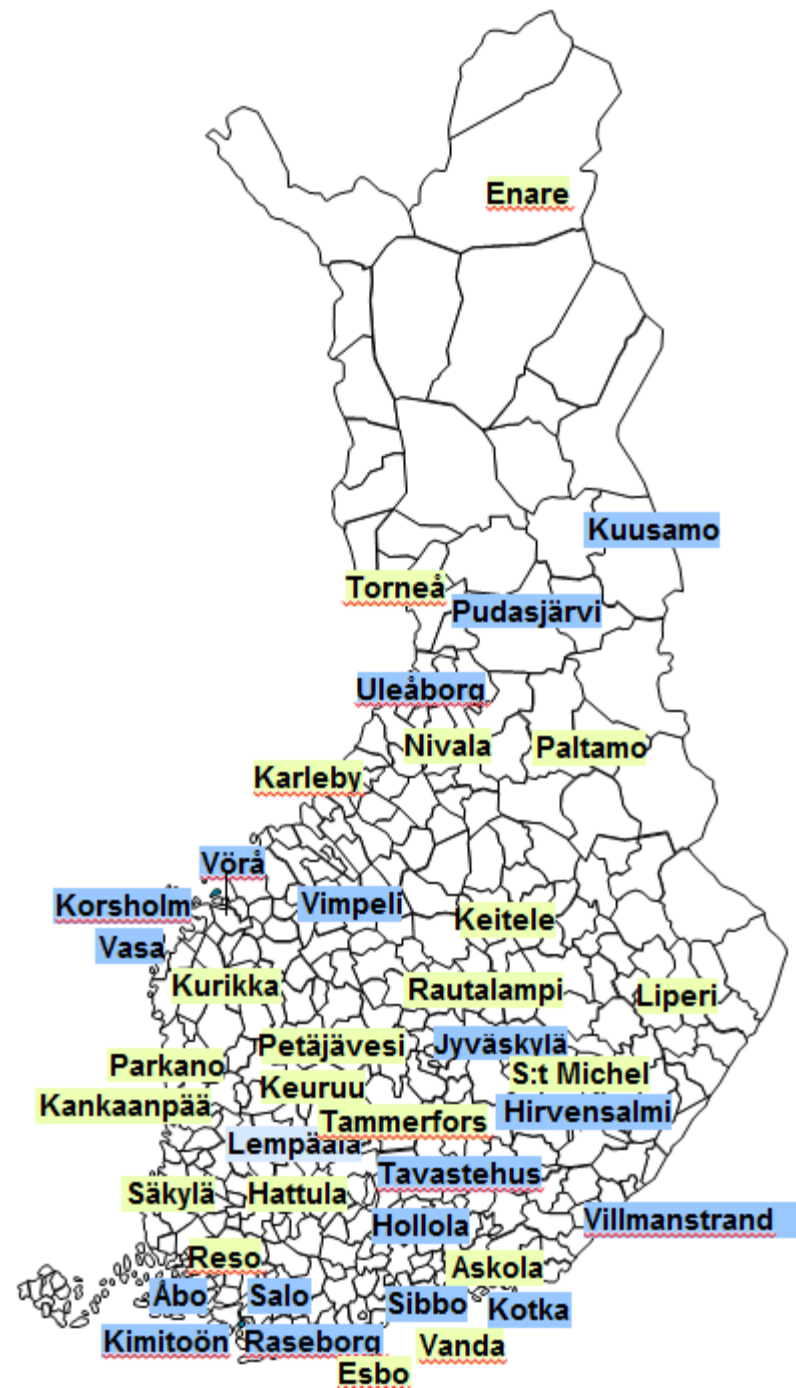 Enare
Kuusamo
Torneå
Pudasjärvi
Uleåborg
Nivala
Paltamo
Karleby
Vörå
Korsholm
Vimpeli
Keitele
Vasa
Kurikka
Rautalampi
Liperi
Petäjävesi
Jyväskylä
Parkano
S:t Michel
Keuruu
Kankaanpää
Hirvensalmi
Tammerfors
Lempäälä
Tavastehus
Säkylä
Hattula
Hollola
Villmanstrand
Reso
Askola
Åbo
Salo
Sibbo
Kotka
Kimitoön
Raseborg
Vanda
Esbo